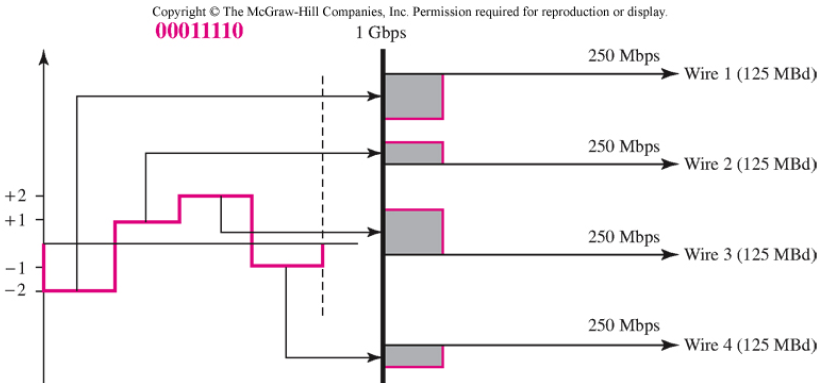 Copyright © The McGraw-Hill Companies, Inc. Permission required for reproduction or display.
00011110
1 Gbps
250 Mbps
Wire 1 (125 MBd)
250 Mbps
Wire 2 (125 MBd)
+2
+1
−1
−2
250 Mbps
Wire 3 (125 MBd)
250 Mbps
Wire 4 (125 MBd)